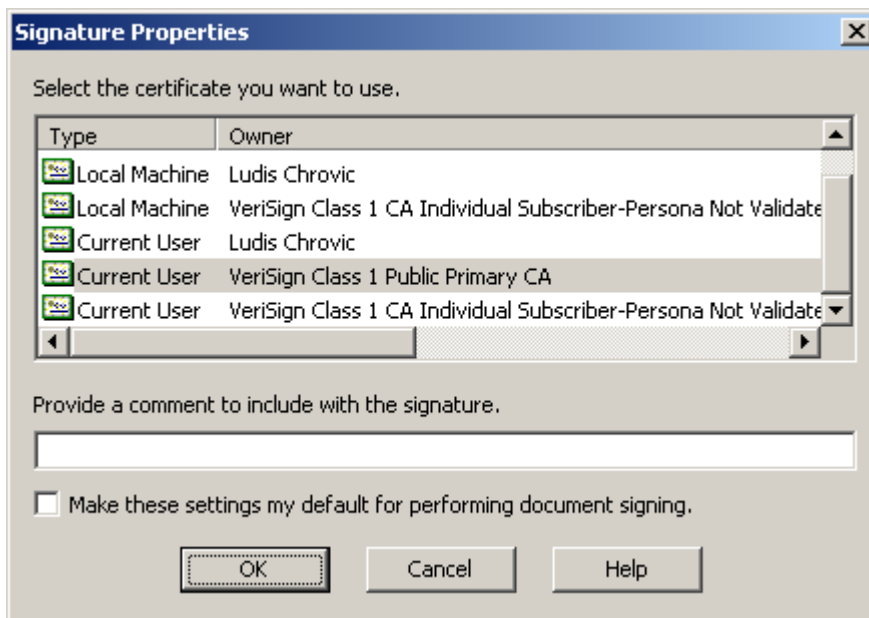 Signature Properties
Select the certificate you want to use.
Type Owner
Local Machine Ludis Chrovic
Local Machine VeriSign Class 1 CA Individual Subscriber-Persona Not Validate
Current User Ludis Chrovic
Current User VeriSign Class 1 Public Primary CA
Current User VeriSign Class 1 CA Individual Subscriber-Persona Not Validate
Provide a comment to include with the signature.
Make these settings my default for performing document signing.
OK Cancel Help